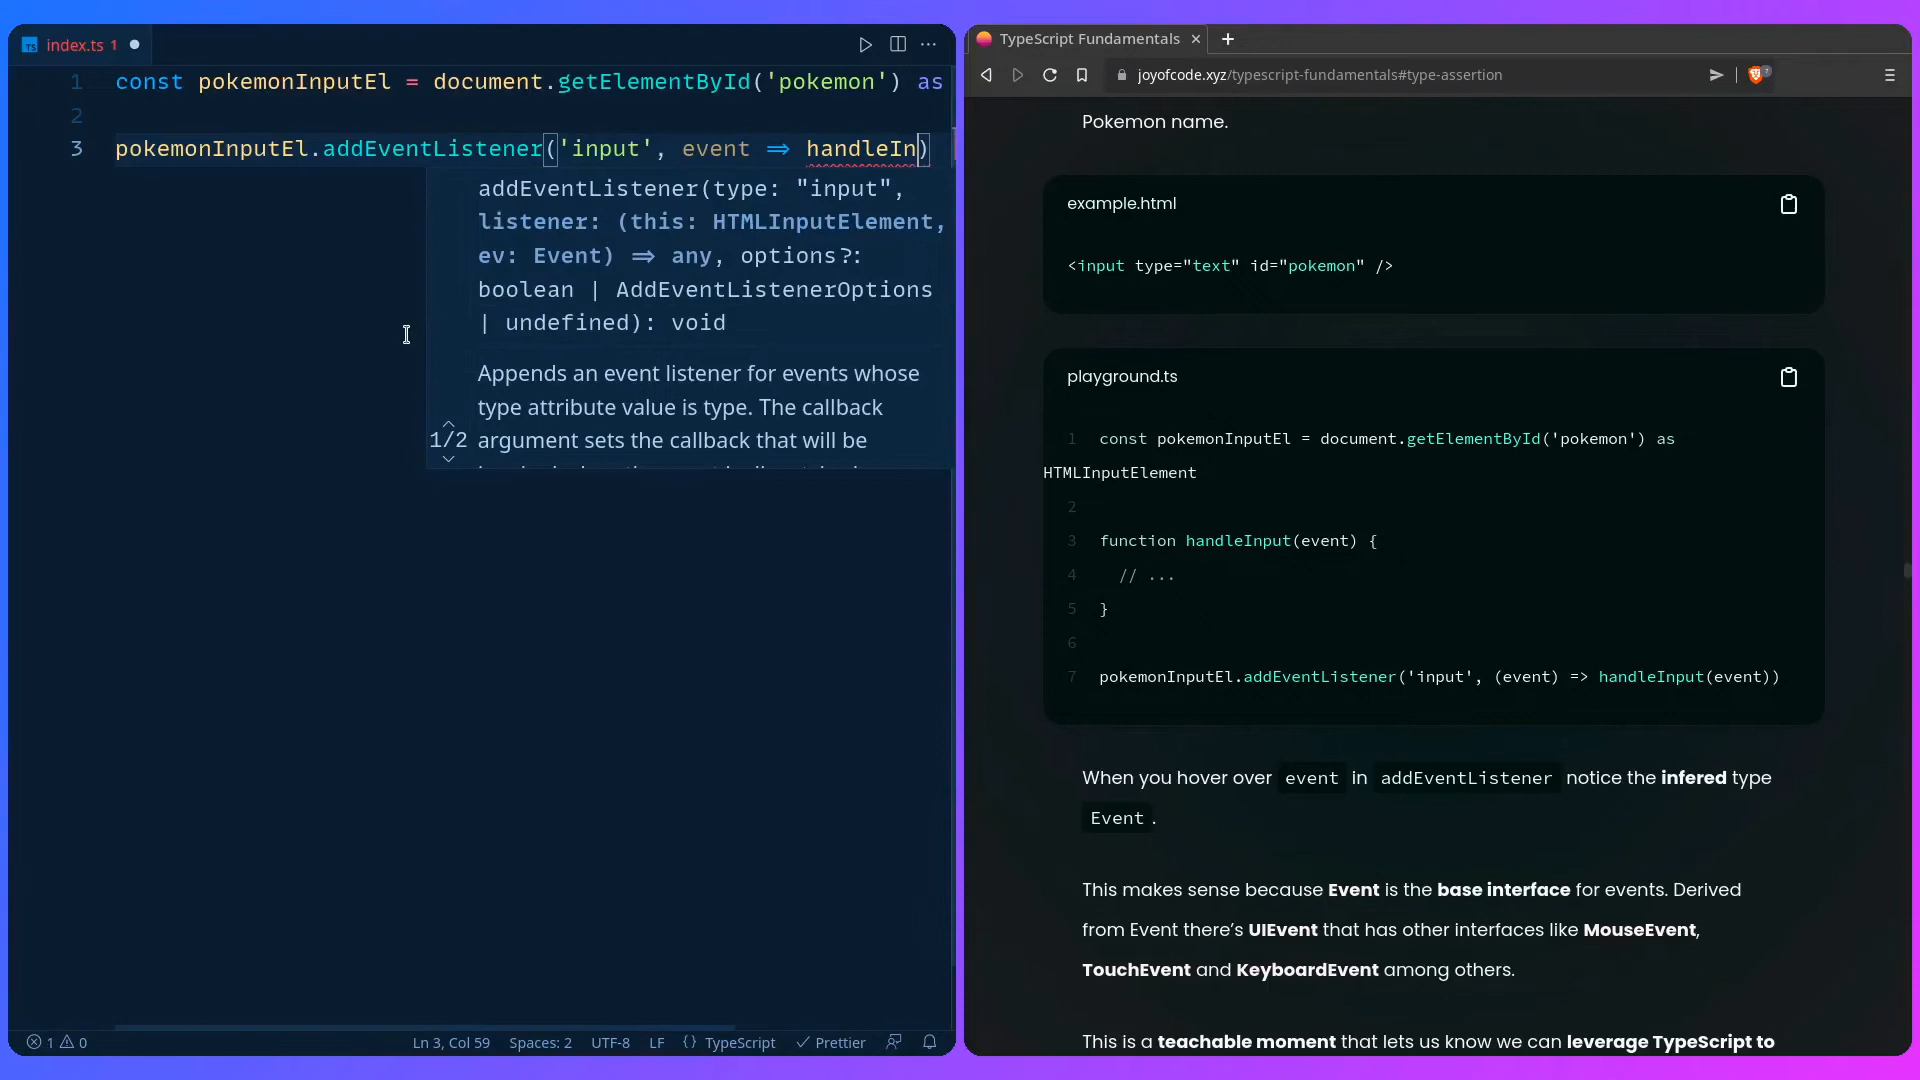 index.ts 1
1 const pokemonInputEl = document.getElementById('pokemon') as
2
3 pokemonInputEl.addEventListener('input', event ⇒ handleIn)
addEventListener(type: "input",
listener: (this: HTMLInputElement,
ev: Event) ⇒ any, options?:
boolean | AddEventListenerOptions
| undefined): void
Appends an event listener for events whose
type attribute value is type. The callback
1/2 argument sets the callback that will be
1 0
Ln 3, Col 59
Spaces: 2
UTF-8
LF
{} TypeScript
Prettier
TypeScript Fundamentals
joyofcode.xyz/typescript-fundamentals#type-assertion
Pokemon name.
example.html
<input type="text" id="pokemon" />
playground.ts
1 const pokemonInputEl = document.getElementById('pokemon') as
HTMLInputElement
2
3 function handleInput(event) {
4 // ...
5 }
6
7 pokemonInputEl.addEventListener('input', (event) => handleInput(event))
When you hover over event in addEventListener notice the infered type
Event .
This makes sense because Event is the base interface for events. Derived
from Event there's UIEvent that has other interfaces like MouseEvent,
TouchEvent and KeyboardEvent among others.
This is a teachable moment that lets us know we can leverage TypeScript to